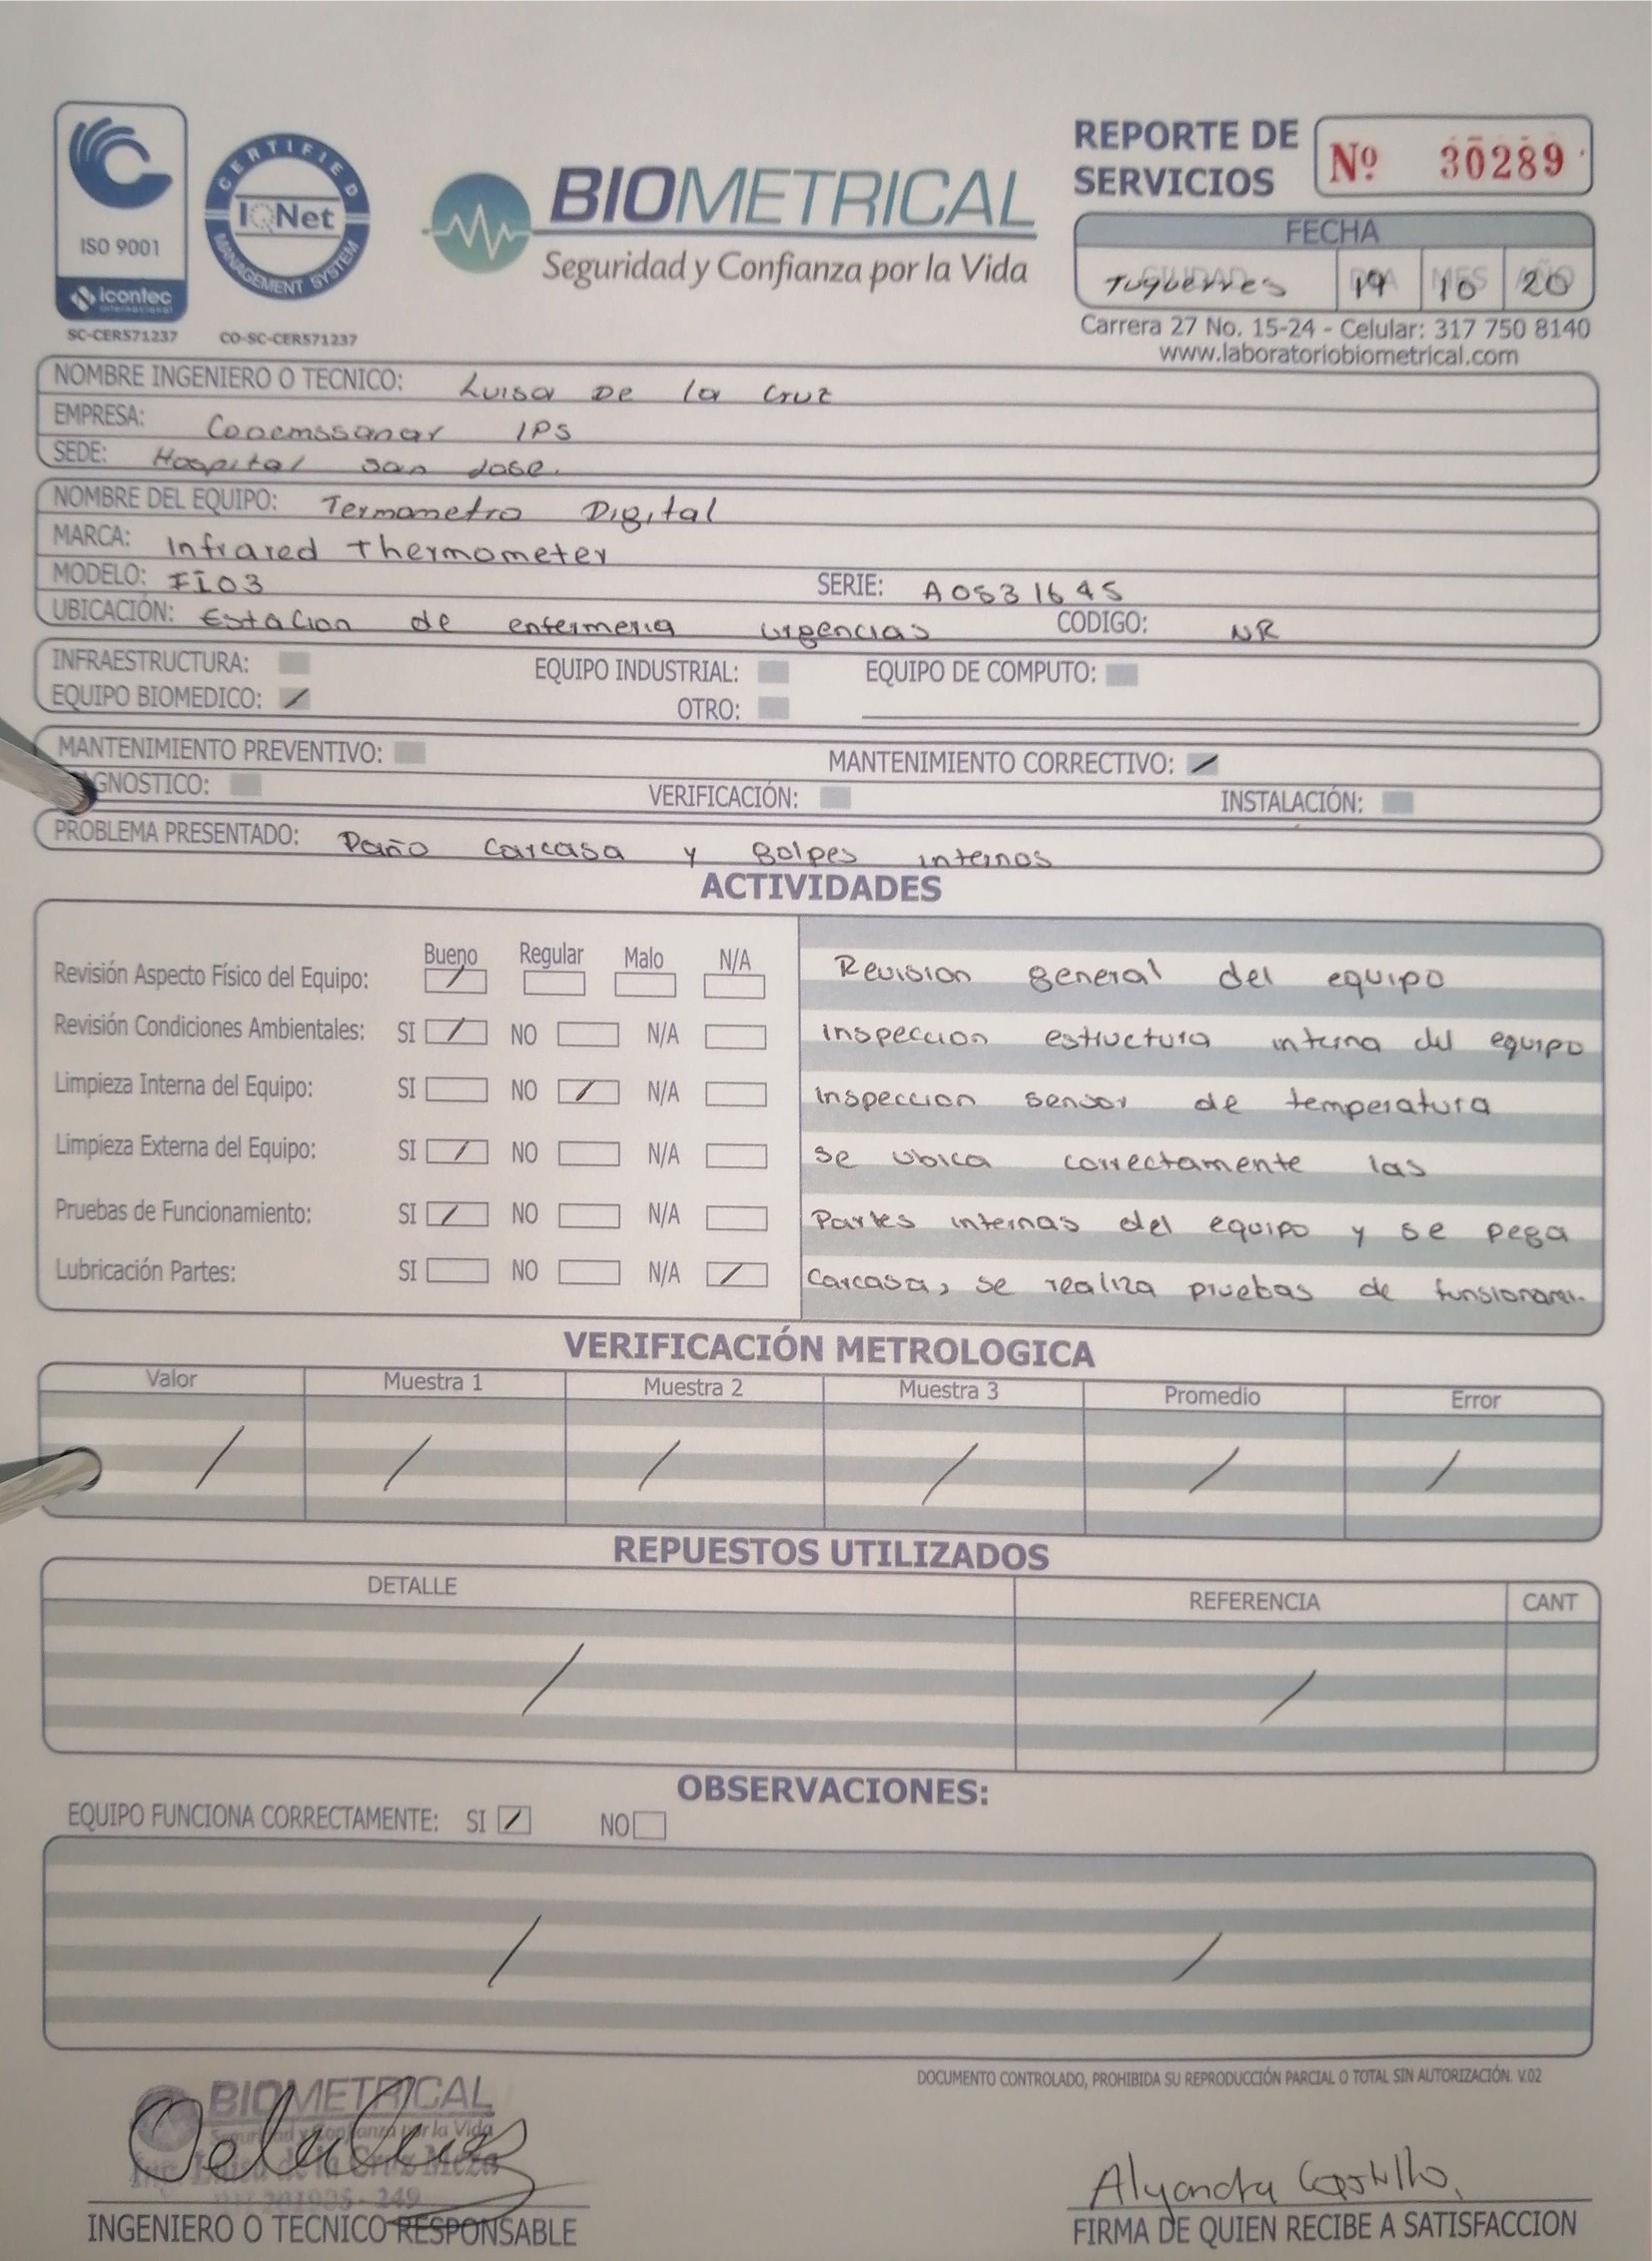 REPORTE DE
SERVICIOS
Nº 30289
ISO 9001
icontec
internacional
SC-CER571237
CERTIFIED
IQNet
MANAGEMENT SYSTEM
CO-SC-CER571237
BIOMETRICAL
Seguridad y Confianza por la Vida
FECHA
CIUDAD DIA MES AÑO
Tuquerres 19 10 20
Carrera 27 No. 15-24 - Celular: 317 750 8140
www.laboratoriobiometrical.com
NOMBRE INGENIERO O TECNICO: Luisa De la Cruz
EMPRESA: Cooemssanar IPS
SEDE: Hospital san Jose.
NOMBRE DEL EQUIPO: Termometro Digital
MARCA: Infrared Thermometer
MODELO: FI03 SERIE: A0531645
UBICACIÓN: Estacion de enfermeria urgencias CODIGO: NR
INFRAESTRUCTURA: EQUIPO INDUSTRIAL: EQUIPO DE COMPUTO:
EQUIPO BIOMEDICO: / OTRO:
MANTENIMIENTO PREVENTIVO: MANTENIMIENTO CORRECTIVO: /
AGNOSTICO: VERIFICACIÓN: INSTALACIÓN:
PROBLEMA PRESENTADO: Daño carcasa y golpes internos
ACTIVIDADES
Bueno Regular Malo N/A
Revisión Aspecto Físico del Equipo: /
Revision general del equipo
Revisión Condiciones Ambientales: SI / NO N/A
inspeccion estructura interna del equipo
Limpieza Interna del Equipo: SI NO / N/A
inspeccion sensor de temperatura
Limpieza Externa del Equipo: SI / NO N/A
se ubica correctamente las
Pruebas de Funcionamiento: SI / NO N/A
Partes internas del equipo y se pega
Lubricación Partes: SI NO N/A /
carcasa, se realiza pruebas de funsionami.
VERIFICACIÓN METROLOGICA
Valor Muestra 1 Muestra 2 Muestra 3 Promedio Error
/ / / / / /
REPUESTOS UTILIZADOS
DETALLE REFERENCIA CANT
/ /
OBSERVACIONES:
EQUIPO FUNCIONA CORRECTAMENTE: SI / NO
/ /
DOCUMENTO CONTROLADO, PROHIBIDA SU REPRODUCCIÓN PARCIAL O TOTAL SIN AUTORIZACIÓN. V.02
BIOMETRICAL
Seguridad y Confianza por la Vida
Ing. Luisa de la Cruz Meza
INGENIERO O TECNICO RESPONSABLE
Alejandra Castillo.
FIRMA DE QUIEN RECIBE A SATISFACCION